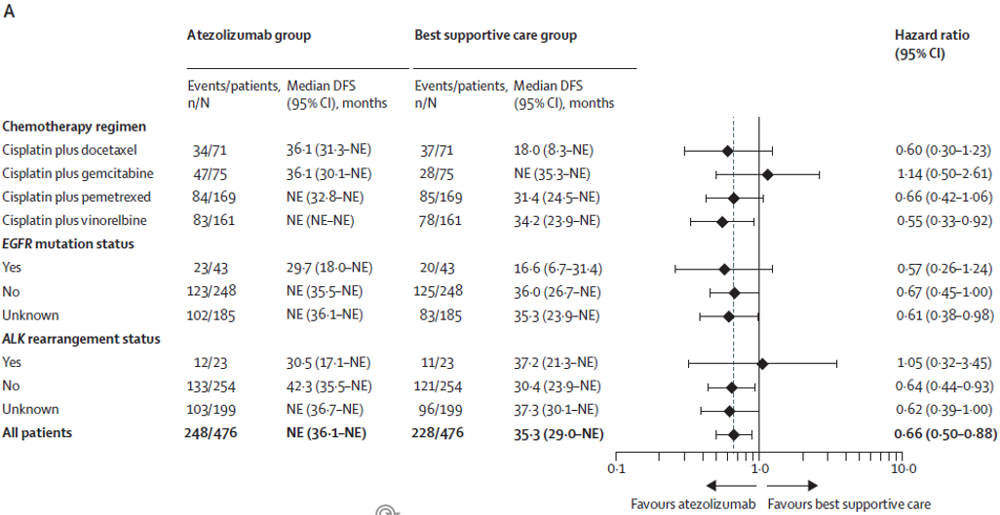 A
Atezolizumab group Best supportive care group Hazard ratio
(95% CI)
Events/patients, Median DFS Events/patients, Median DFS
n/N (95% CI), months n/N (95% CI), months
Chemotherapy regimen
Cisplatin plus docetaxel 34/71 36·1 (31·3–NE) 37/71 18·0 (8·3–NE) 0·60 (0·30–1·23)
Cisplatin plus gemcitabine 47/75 36·1 (30·1–NE) 28/75 NE (35·3–NE) 1·14 (0·50–2·61)
Cisplatin plus pemetrexed 84/169 NE (32·8–NE) 85/169 31·4 (24·5–NE) 0·66 (0·42–1·06)
Cisplatin plus vinorelbine 83/161 NE (NE–NE) 78/161 34·2 (23·9–NE) 0·55 (0·33–0·92)
EGFR mutation status
Yes 23/43 29·7 (18·0–NE) 20/43 16·6 (6·7–31·4) 0·57 (0·26–1·24)
No 123/248 NE (35·5–NE) 125/248 36·0 (26·7–NE) 0·67 (0·45–1·00)
Unknown 102/185 NE (36·1–NE) 83/185 35·3 (23·9–NE) 0·61 (0·38–0·98)
ALK rearrangement status
Yes 12/23 30·5 (17·1–NE) 11/23 37·2 (21·3–NE) 1·05 (0·32–3·45)
No 133/254 42·3 (35·5–NE) 121/254 30·4 (23·9–NE) 0·64 (0·44–0·93)
Unknown 103/199 NE (36·7–NE) 96/199 37·3 (30·1–NE) 0·62 (0·39–1·00)
All patients 248/476 NE (36·1–NE) 228/476 35·3 (29·0–NE) 0·66 (0·50–0·88)
0·1 1·0 10·0
Favours atezolizumab Favours best supportive care